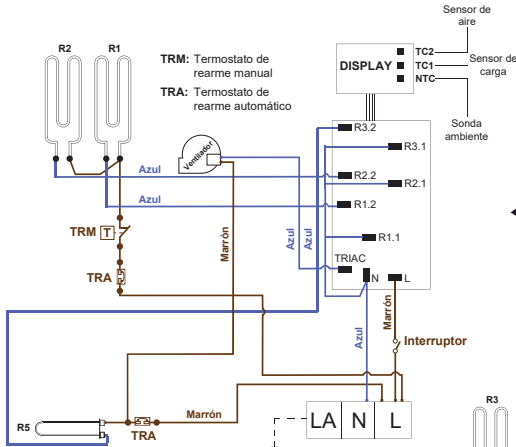 Sensor de
aire
R2
R1
TRM: Termostato de
rearme manual
TRA: Termostato de
rearme automático
DISPLAY
TC2
TC1
NTC
Sensor de
carga
Sonda
ambiente
Ventilador
R3.2
R3.1
R2.2
R2.1
R1.2
R1.1
TRIAC
N
L
Azul
Azul
TRM
T
TRA
Marrón
Azul
Azul
Marrón
Azul
Interruptor
R5
TRA
Marrón
LA
N
L
R3